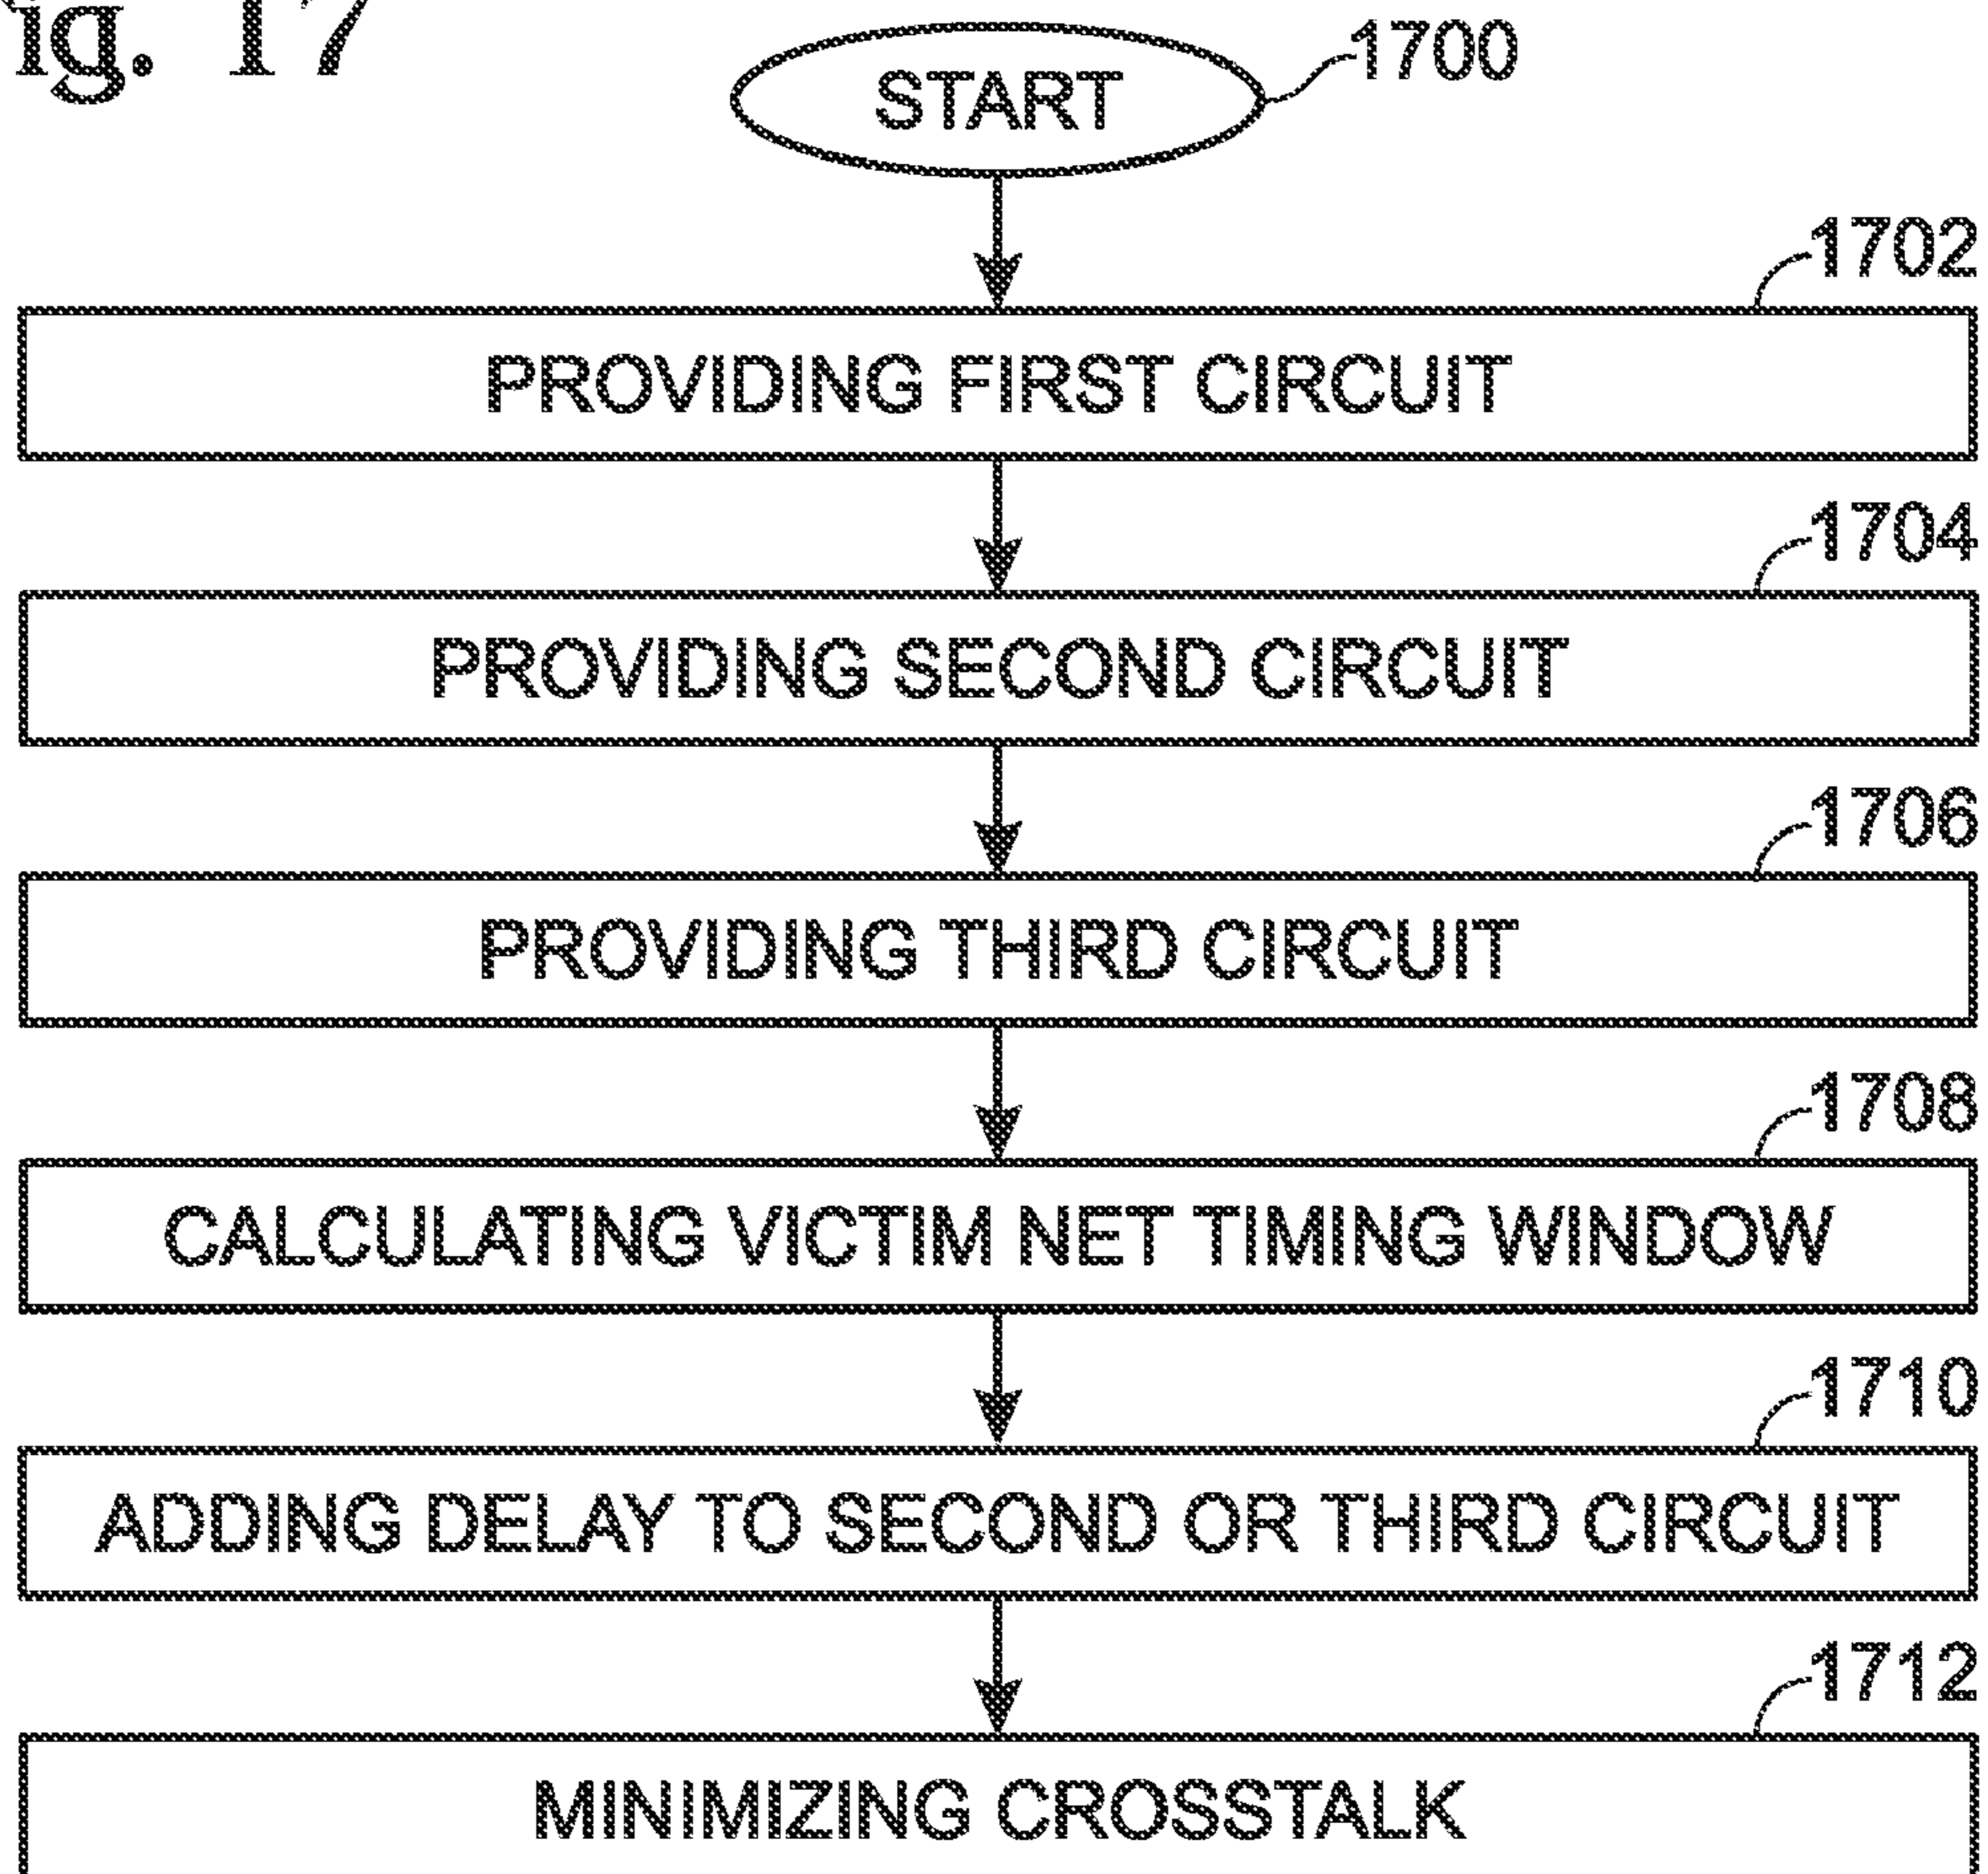 ig. 17
1700
START
1702
PROVIDING FIRST CIRCUIT
1704
PROVIDING SECOND CIRCUIT
1706
PROVIDING THIRD CIRCUIT
1708
CALCULATING VICTIM NET TIMING WINDOW
1710
ADDING DELAY TO SECOND OR THIRD CIRCUIT
1712
MINIMIZING CROSSTALK